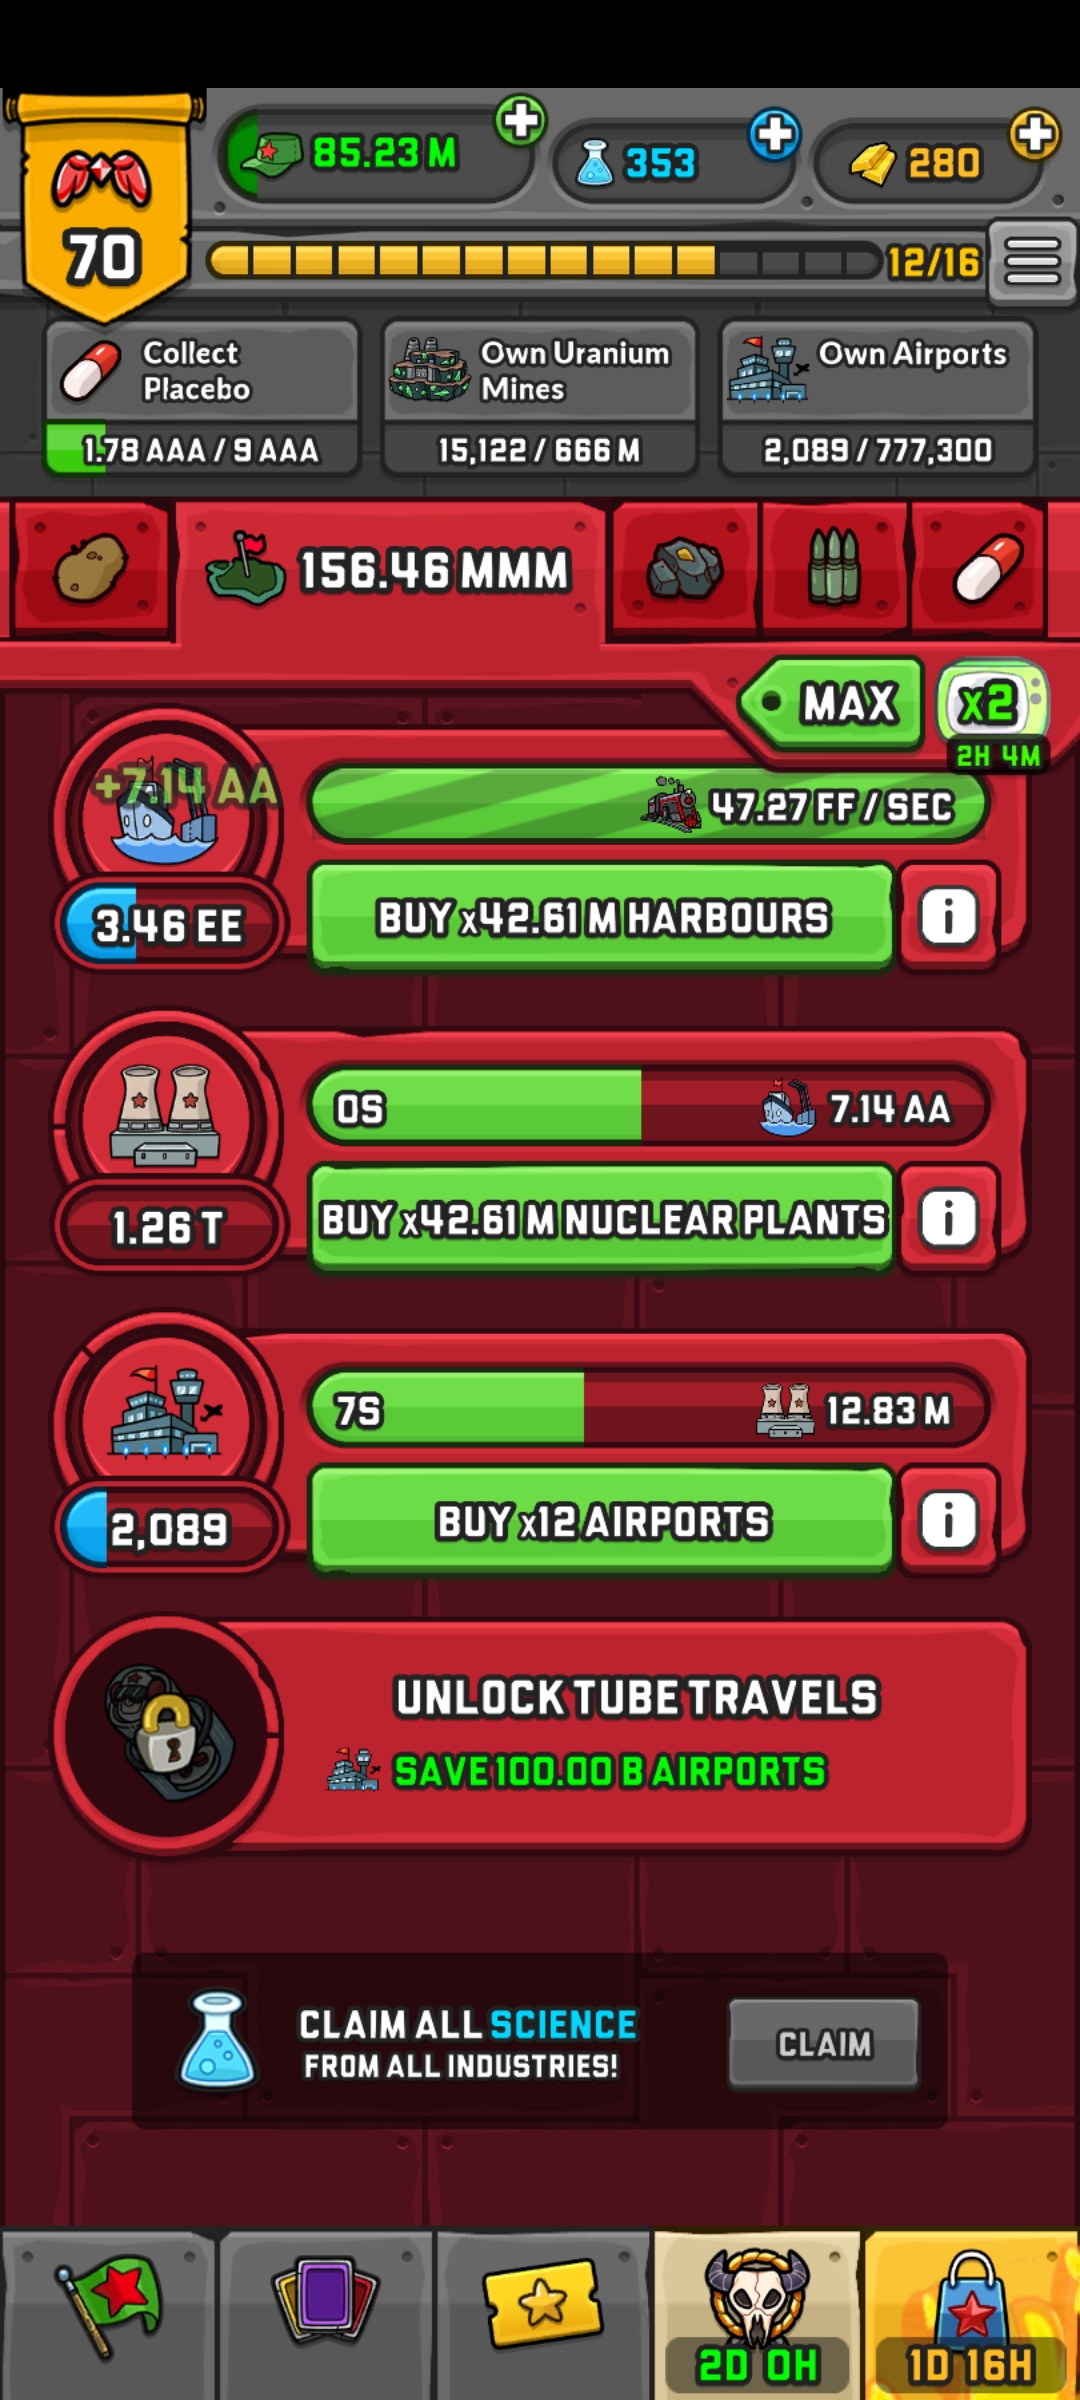 70
85.23 M
353
280
12/16
Collect
Placebo
1.78 AAA / 9 AAA
Own Uranium
Mines
15,122 / 666 M
Own Airports
2,089 / 777,300
156.46 MMM
MAX
x2
2H 4M
+7.14 AA
47.27 FF / SEC
3.46 EE
BUY x42.61 M HARBOURS
i
0S
7.14 AA
1.26 T
BUY x42.61 M NUCLEAR PLANTS
i
7S
12.83 M
2,089
BUY x12 AIRPORTS
i
UNLOCK TUBE TRAVELS
SAVE 100.00 B AIRPORTS
CLAIM ALL SCIENCE
FROM ALL INDUSTRIES!
CLAIM
2D 0H
1D 16H